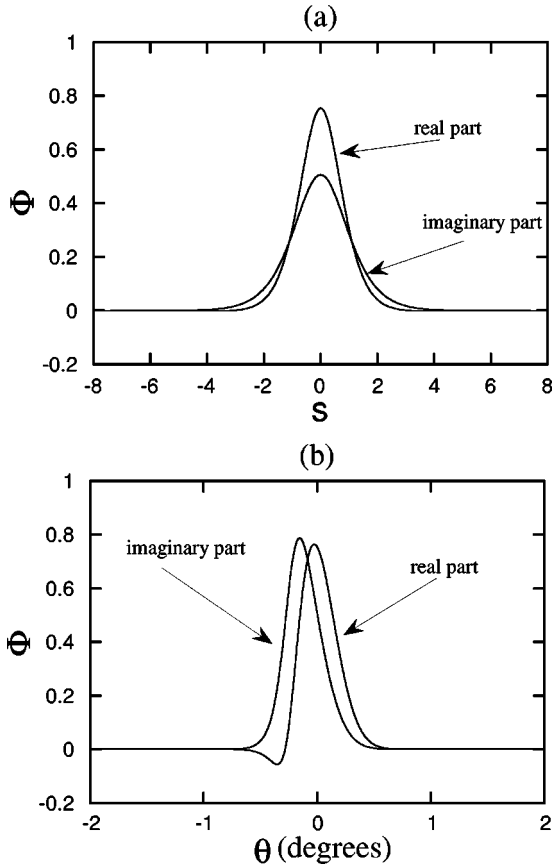 (a)
1
0.8
0.6
0.4
0.2
0
-0.2
Φ
real part
imaginary part
-8 -6 -4 -2 0 2 4 6 8
S
(b)
1
0.8
0.6
0.4
0.2
0
-0.2
Φ
imaginary part
real part
-2 -1 0 1 2
θ (degrees)